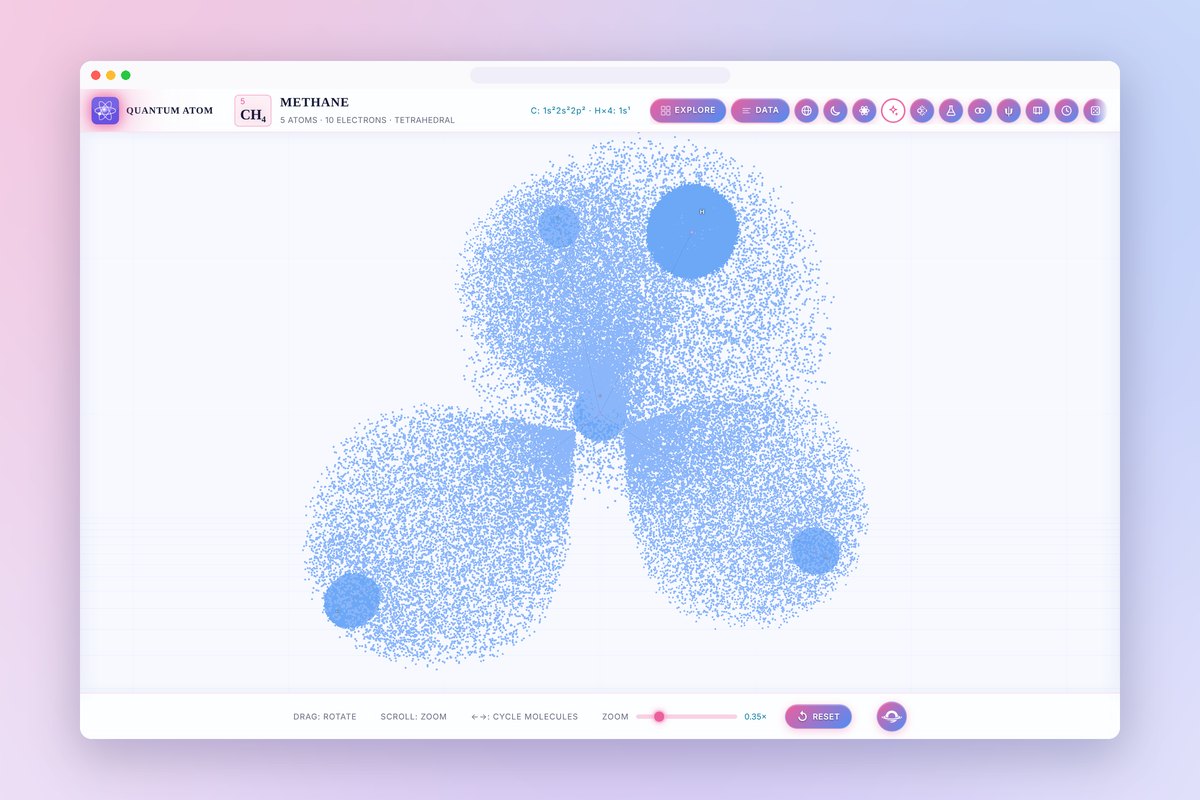 QUANTUM ATOM
5
CH₄
METHANE
5 ATOMS · 10 ELECTRONS · TETRAHEDRAL
C: 1s²2s²2p² · H×4: 1s¹
EXPLORE
DATA
H
DRAG: ROTATE
SCROLL: ZOOM
←→: CYCLE MOLECULES
ZOOM
0.35×
RESET